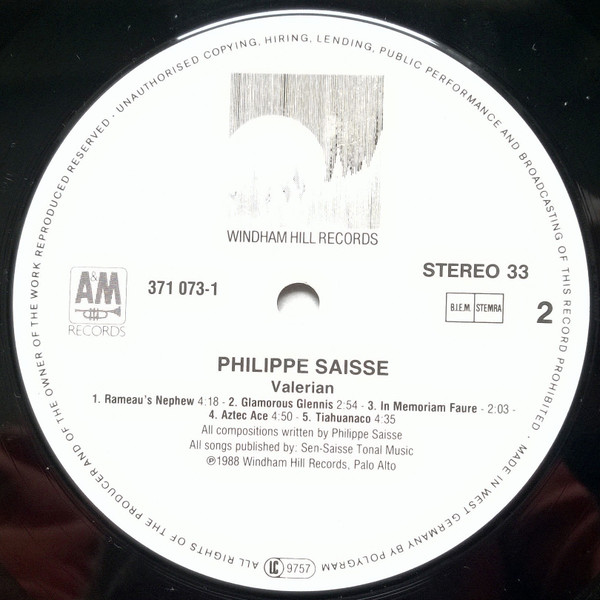 WINDHAM HILL RECORDS
A&M
RECORDS
371 073-1
STEREO 33
B.I.E.M. STEMRA
2
PHILIPPE SAISSE
Valerian
1. Rameau's Nephew 4:18 - 2. Glamorous Glennis 2:54 - 3. In Memoriam Faure - 2:03 -
4. Aztec Ace 4:50 - 5. Tiahuanaco 4:35
All compositions written by Philippe Saisse
All songs published by: Sen-Saisse Tonal Music
℗1988 Windham Hill Records, Palo Alto
ALL RIGHTS OF THE PRODUCER AND OF THE OWNER OF THE WORK REPRODUCED RESERVED · UNAUTHORISED COPYING, HIRING, LENDING, PUBLIC PERFORMANCE AND BROADCASTING OF THIS RECORD PROHIBITED · MADE IN WEST GERMANY BY POLYGRAM
LC 9757